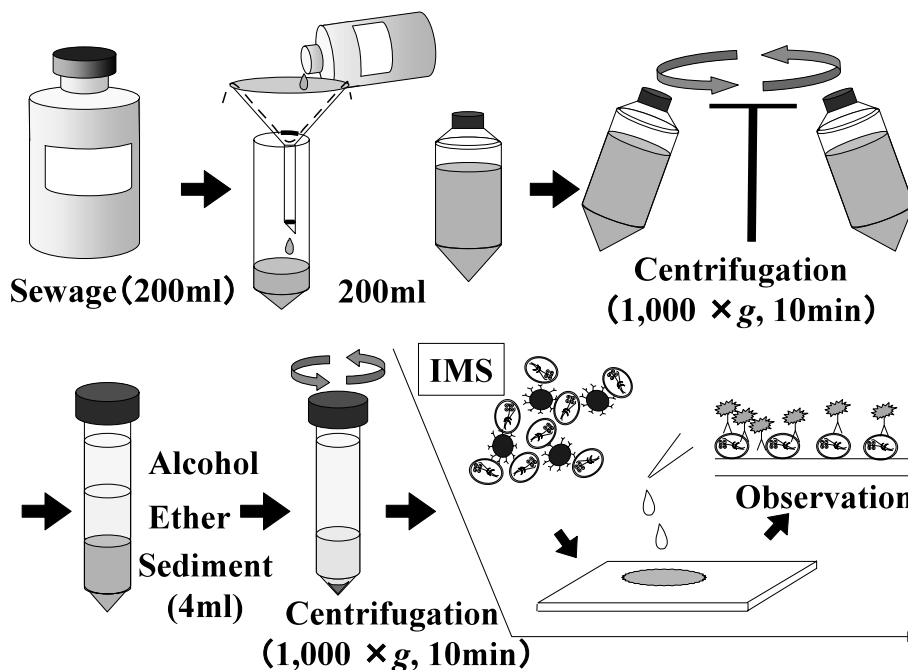 Sewage(200ml)
200ml
Centrifugation
(1,000 ×g, 10min)
Alcohol
Ether
Sediment
(4ml)
Centrifugation
(1,000 ×g, 10min)
IMS
Observation